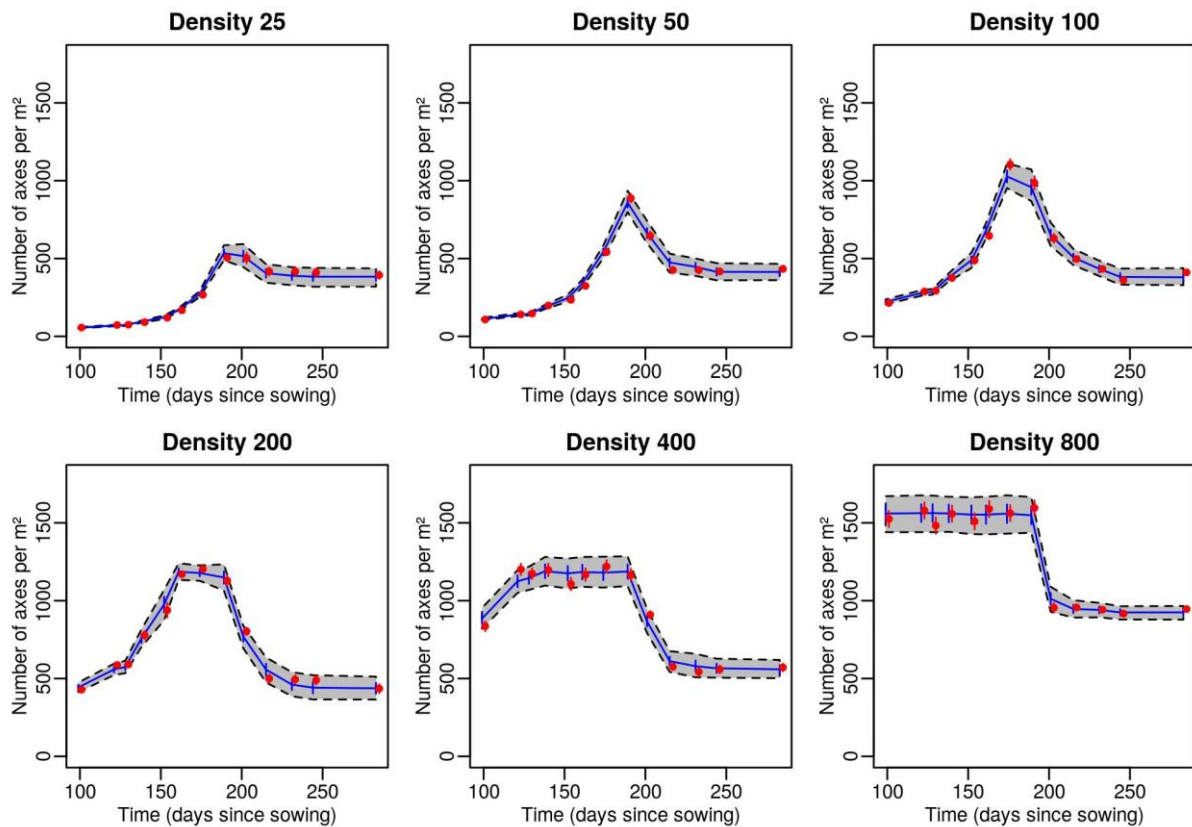 Density 25
Number of axes per m²
0 500 1000 1500
100 150 200 250
Time (days since sowing)
Density 50
Number of axes per m²
0 500 1000 1500
100 150 200 250
Time (days since sowing)
Density 100
Number of axes per m²
0 500 1000 1500
100 150 200 250
Time (days since sowing)
Density 200
Number of axes per m²
0 500 1000 1500
100 150 200 250
Time (days since sowing)
Density 400
Number of axes per m²
0 500 1000 1500
100 150 200 250
Time (days since sowing)
Density 800
Number of axes per m²
0 500 1000 1500
100 150 200 250
Time (days since sowing)